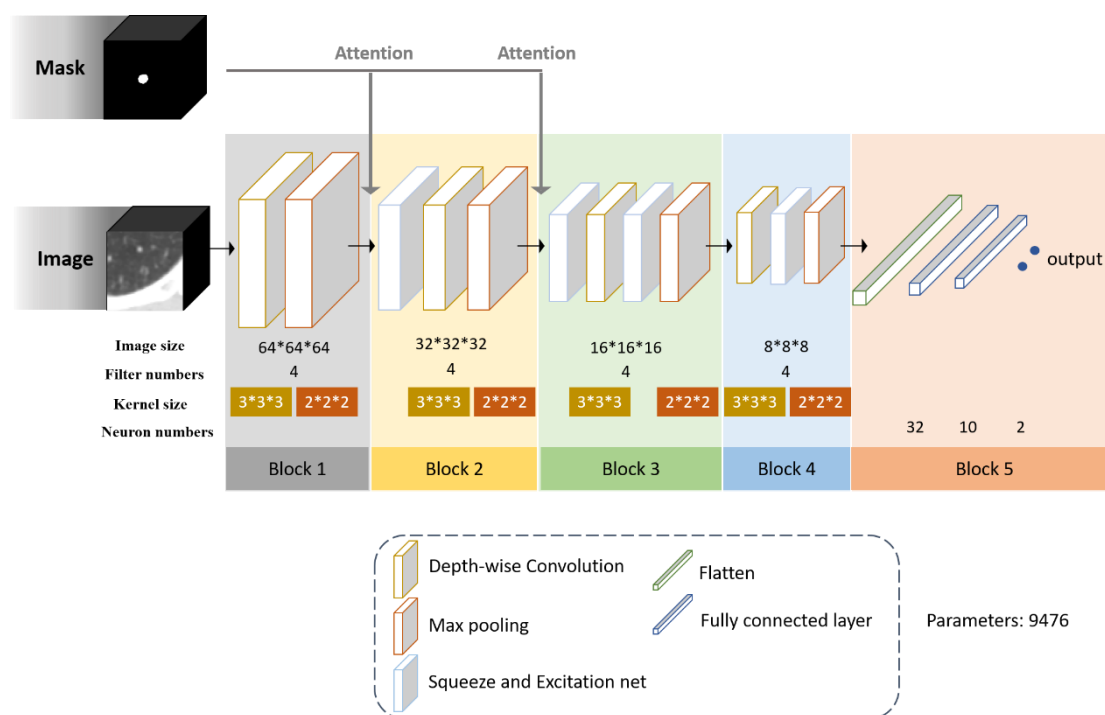 Mask
Attention
Attention
Image
output
Image size
64*64*64
32*32*32
16*16*16
8*8*8
Filter numbers
4
4
4
4
Kernel size
3*3*3
2*2*2
3*3*3
2*2*2
3*3*3
2*2*2
3*3*3
2*2*2
Neuron numbers
32
10
2
Block 1
Block 2
Block 3
Block 4
Block 5
Depth-wise Convolution
Flatten
Max pooling
Fully connected layer
Parameters: 9476
Squeeze and Excitation net